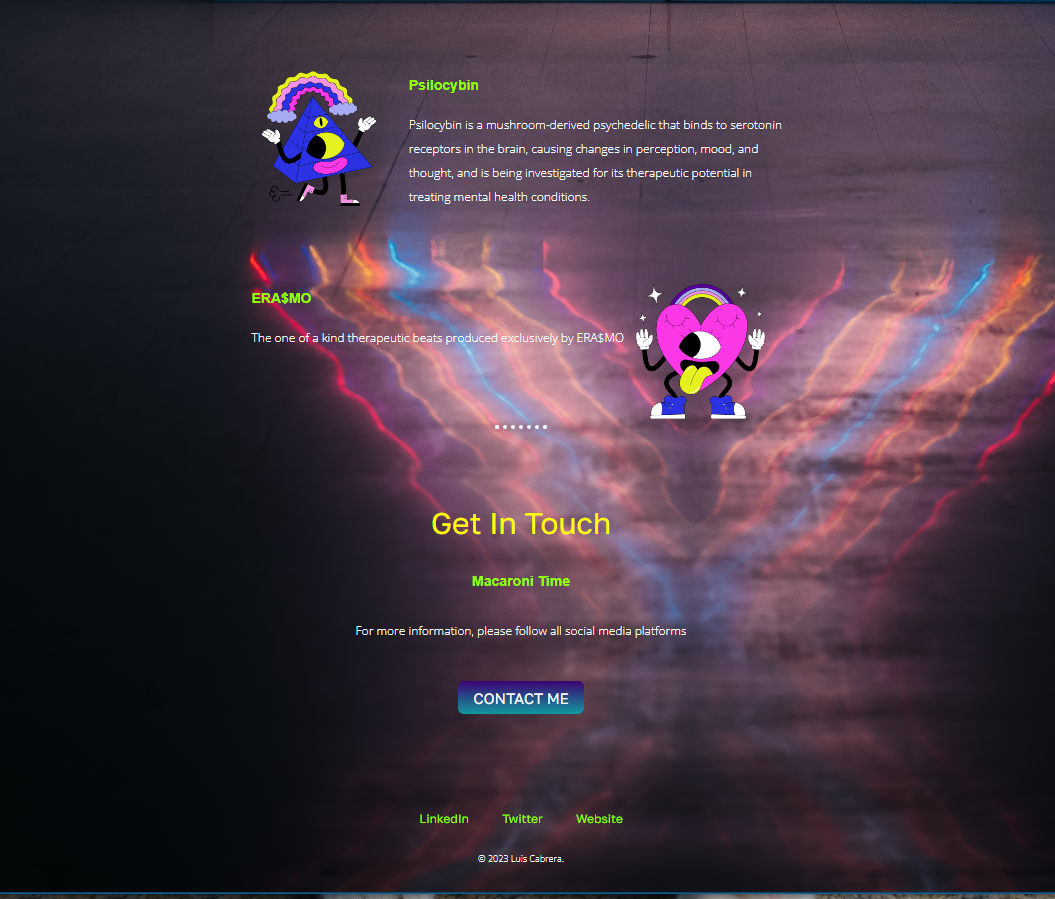 Psilocybin
Psilocybin is a mushroom-derived psychedelic that binds to serotonin
receptors in the brain, causing changes in perception, mood, and
thought, and is being investigated for its therapeutic potential in
treating mental health conditions.
ERA$MO
The one of a kind therapeutic beats produced exclusively by ERA$MO
Get In Touch
Macaroni Time
For more information, please follow all social media platforms
CONTACT ME
LinkedIn Twitter Website
© 2023 Luis Cabrera.